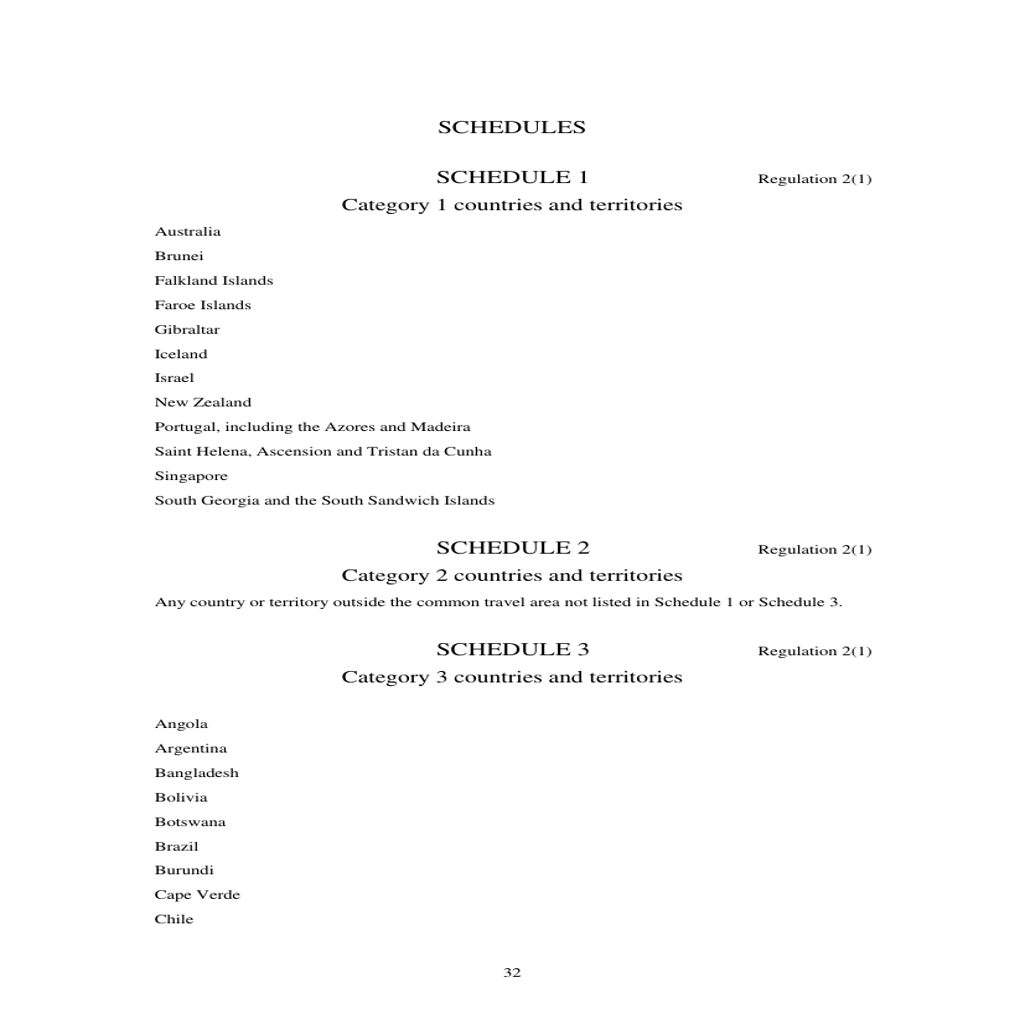 SCHEDULES
SCHEDULE 1 Regulation 2(1)
Category 1 countries and territories
Australia
Brunei
Falkland Islands
Faroe Islands
Gibraltar
Iceland
Israel
New Zealand
Portugal, including the Azores and Madeira
Saint Helena, Ascension and Tristan da Cunha
Singapore
South Georgia and the South Sandwich Islands
SCHEDULE 2 Regulation 2(1)
Category 2 countries and territories
Any country or territory outside the common travel area not listed in Schedule 1 or Schedule 3.
SCHEDULE 3 Regulation 2(1)
Category 3 countries and territories
Angola
Argentina
Bangladesh
Bolivia
Botswana
Brazil
Burundi
Cape Verde
Chile
32